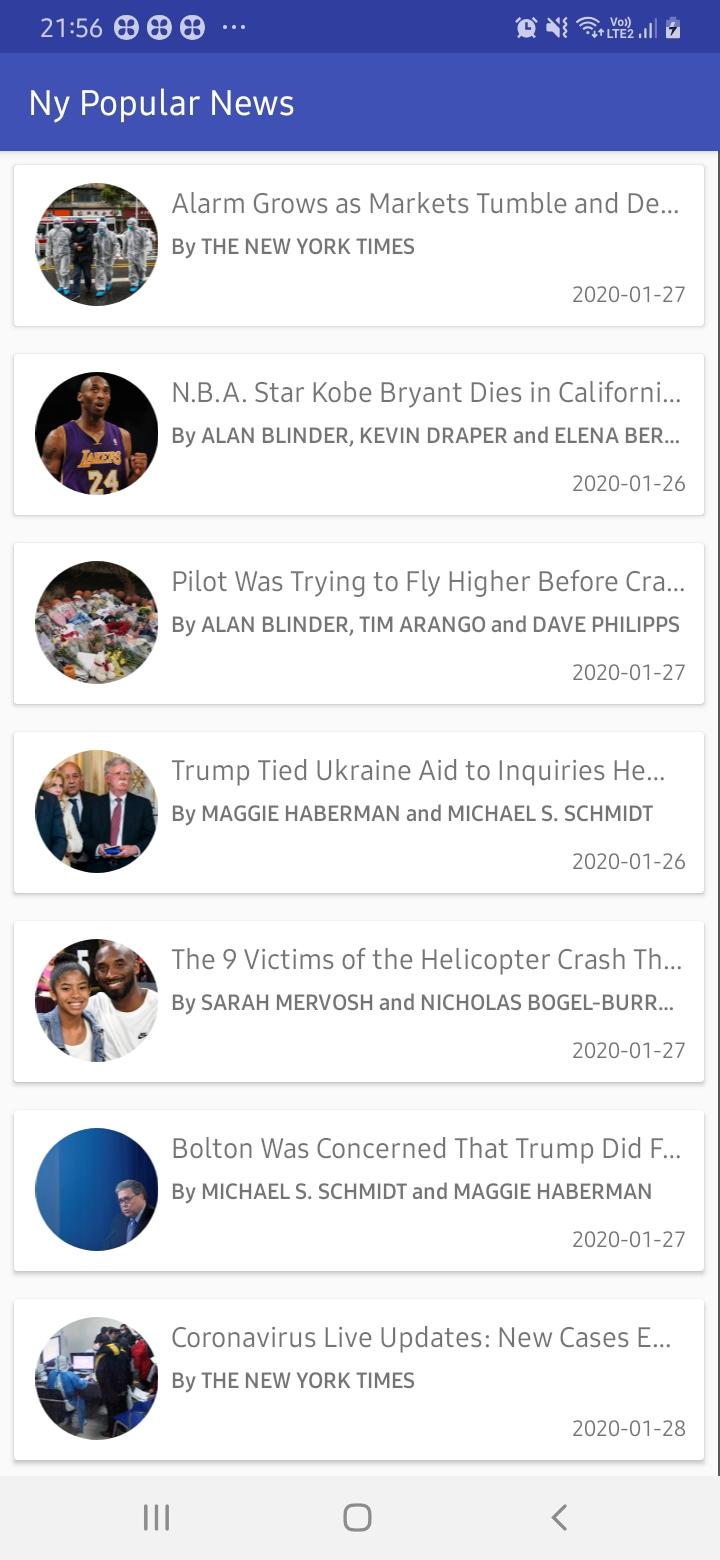 21:56 ... Vo)) LTE2
Ny Popular News
Alarm Grows as Markets Tumble and De...
By THE NEW YORK TIMES
2020-01-27
N.B.A. Star Kobe Bryant Dies in Californi...
By ALAN BLINDER, KEVIN DRAPER and ELENA BER...
2020-01-26
LAKERS
24
Pilot Was Trying to Fly Higher Before Cra...
By ALAN BLINDER, TIM ARANGO and DAVE PHILIPPS
2020-01-27
Trump Tied Ukraine Aid to Inquiries He...
By MAGGIE HABERMAN and MICHAEL S. SCHMIDT
2020-01-26
The 9 Victims of the Helicopter Crash Th...
By SARAH MERVOSH and NICHOLAS BOGEL-BURR...
2020-01-27
Bolton Was Concerned That Trump Did F...
By MICHAEL S. SCHMIDT and MAGGIE HABERMAN
2020-01-27
Coronavirus Live Updates: New Cases E...
By THE NEW YORK TIMES
2020-01-28